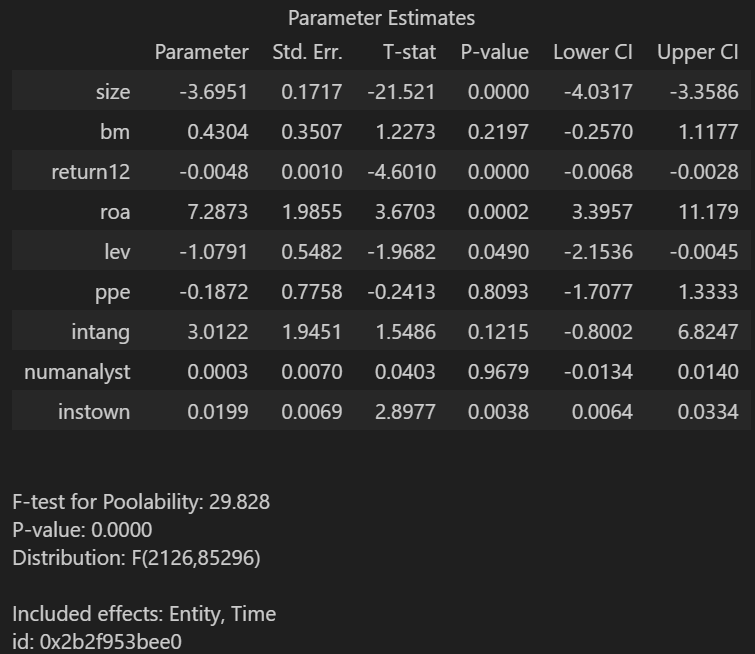 Parameter Estimates
Parameter Std. Err. T-stat P-value Lower CI Upper CI
size -3.6951 0.1717 -21.521 0.0000 -4.0317 -3.3586
bm 0.4304 0.3507 1.2273 0.2197 -0.2570 1.1177
return12 -0.0048 0.0010 -4.6010 0.0000 -0.0068 -0.0028
roa 7.2873 1.9855 3.6703 0.0002 3.3957 11.179
lev -1.0791 0.5482 -1.9682 0.0490 -2.1536 -0.0045
ppe -0.1872 0.7758 -0.2413 0.8093 -1.7077 1.3333
intang 3.0122 1.9451 1.5486 0.1215 -0.8002 6.8247
numanalyst 0.0003 0.0070 0.0403 0.9679 -0.0134 0.0140
instown 0.0199 0.0069 2.8977 0.0038 0.0064 0.0334
F-test for Poolability: 29.828
P-value: 0.0000
Distribution: F(2126,85296)
Included effects: Entity, Time
id: 0x2b2f953bee0